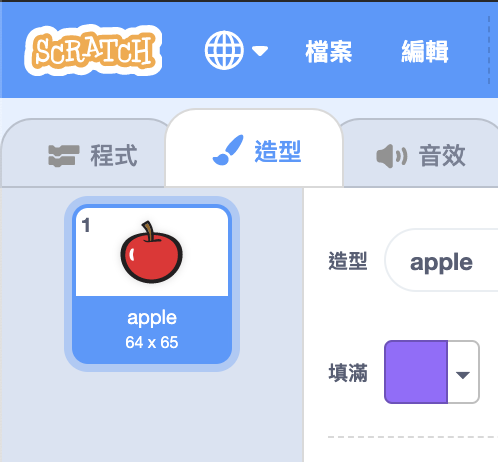 SCRATCH 檔案 編輯
程式 造型 音效
1
apple
64 x 65
造型 apple
填滿